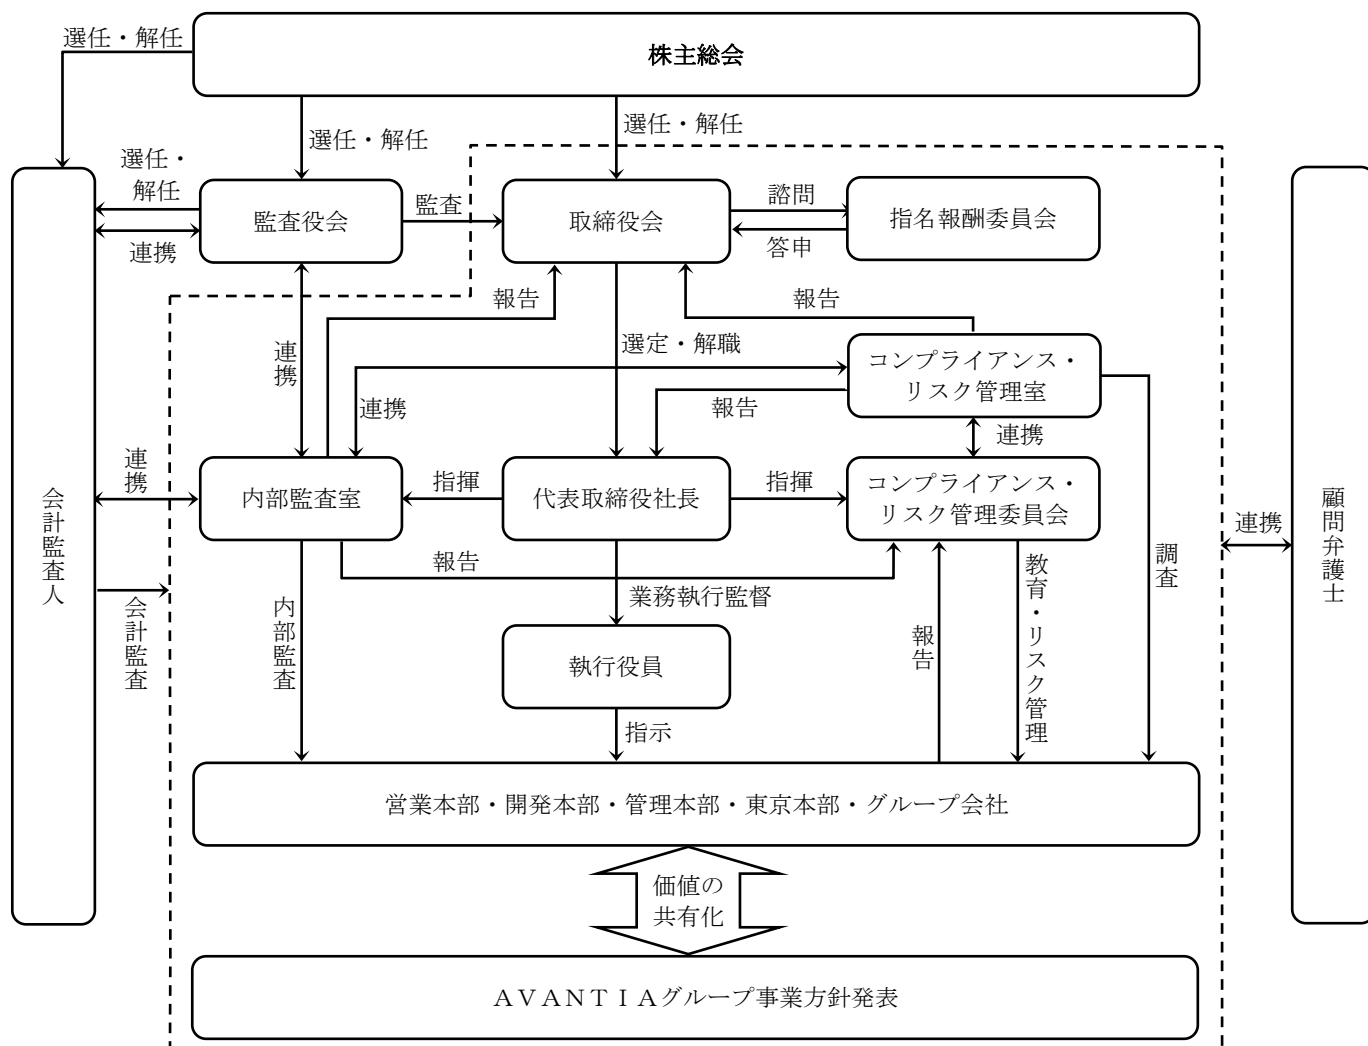 選任・解任
株主総会
選任・解任
選任・解任
選任・
解任
監査役会
監査
取締役会
諮問
指名報酬委員会
連携
答申
報告
報告
連携
選定・解職
コンプライアンス・
リスク管理室
連携
報告
連携
連携
内部監査室
指揮
代表取締役社長
指揮
コンプライアンス・
リスク管理委員会
会計監査人
顧問弁護士
連携
報告
調査
会計監査
内部監査
業務執行監督
教育・リスク管理
報告
執行役員
指示
営業本部・開発本部・管理本部・東京本部・グループ会社
価値の
共有化
ＡＶＡＮＴＩＡグループ事業方針発表